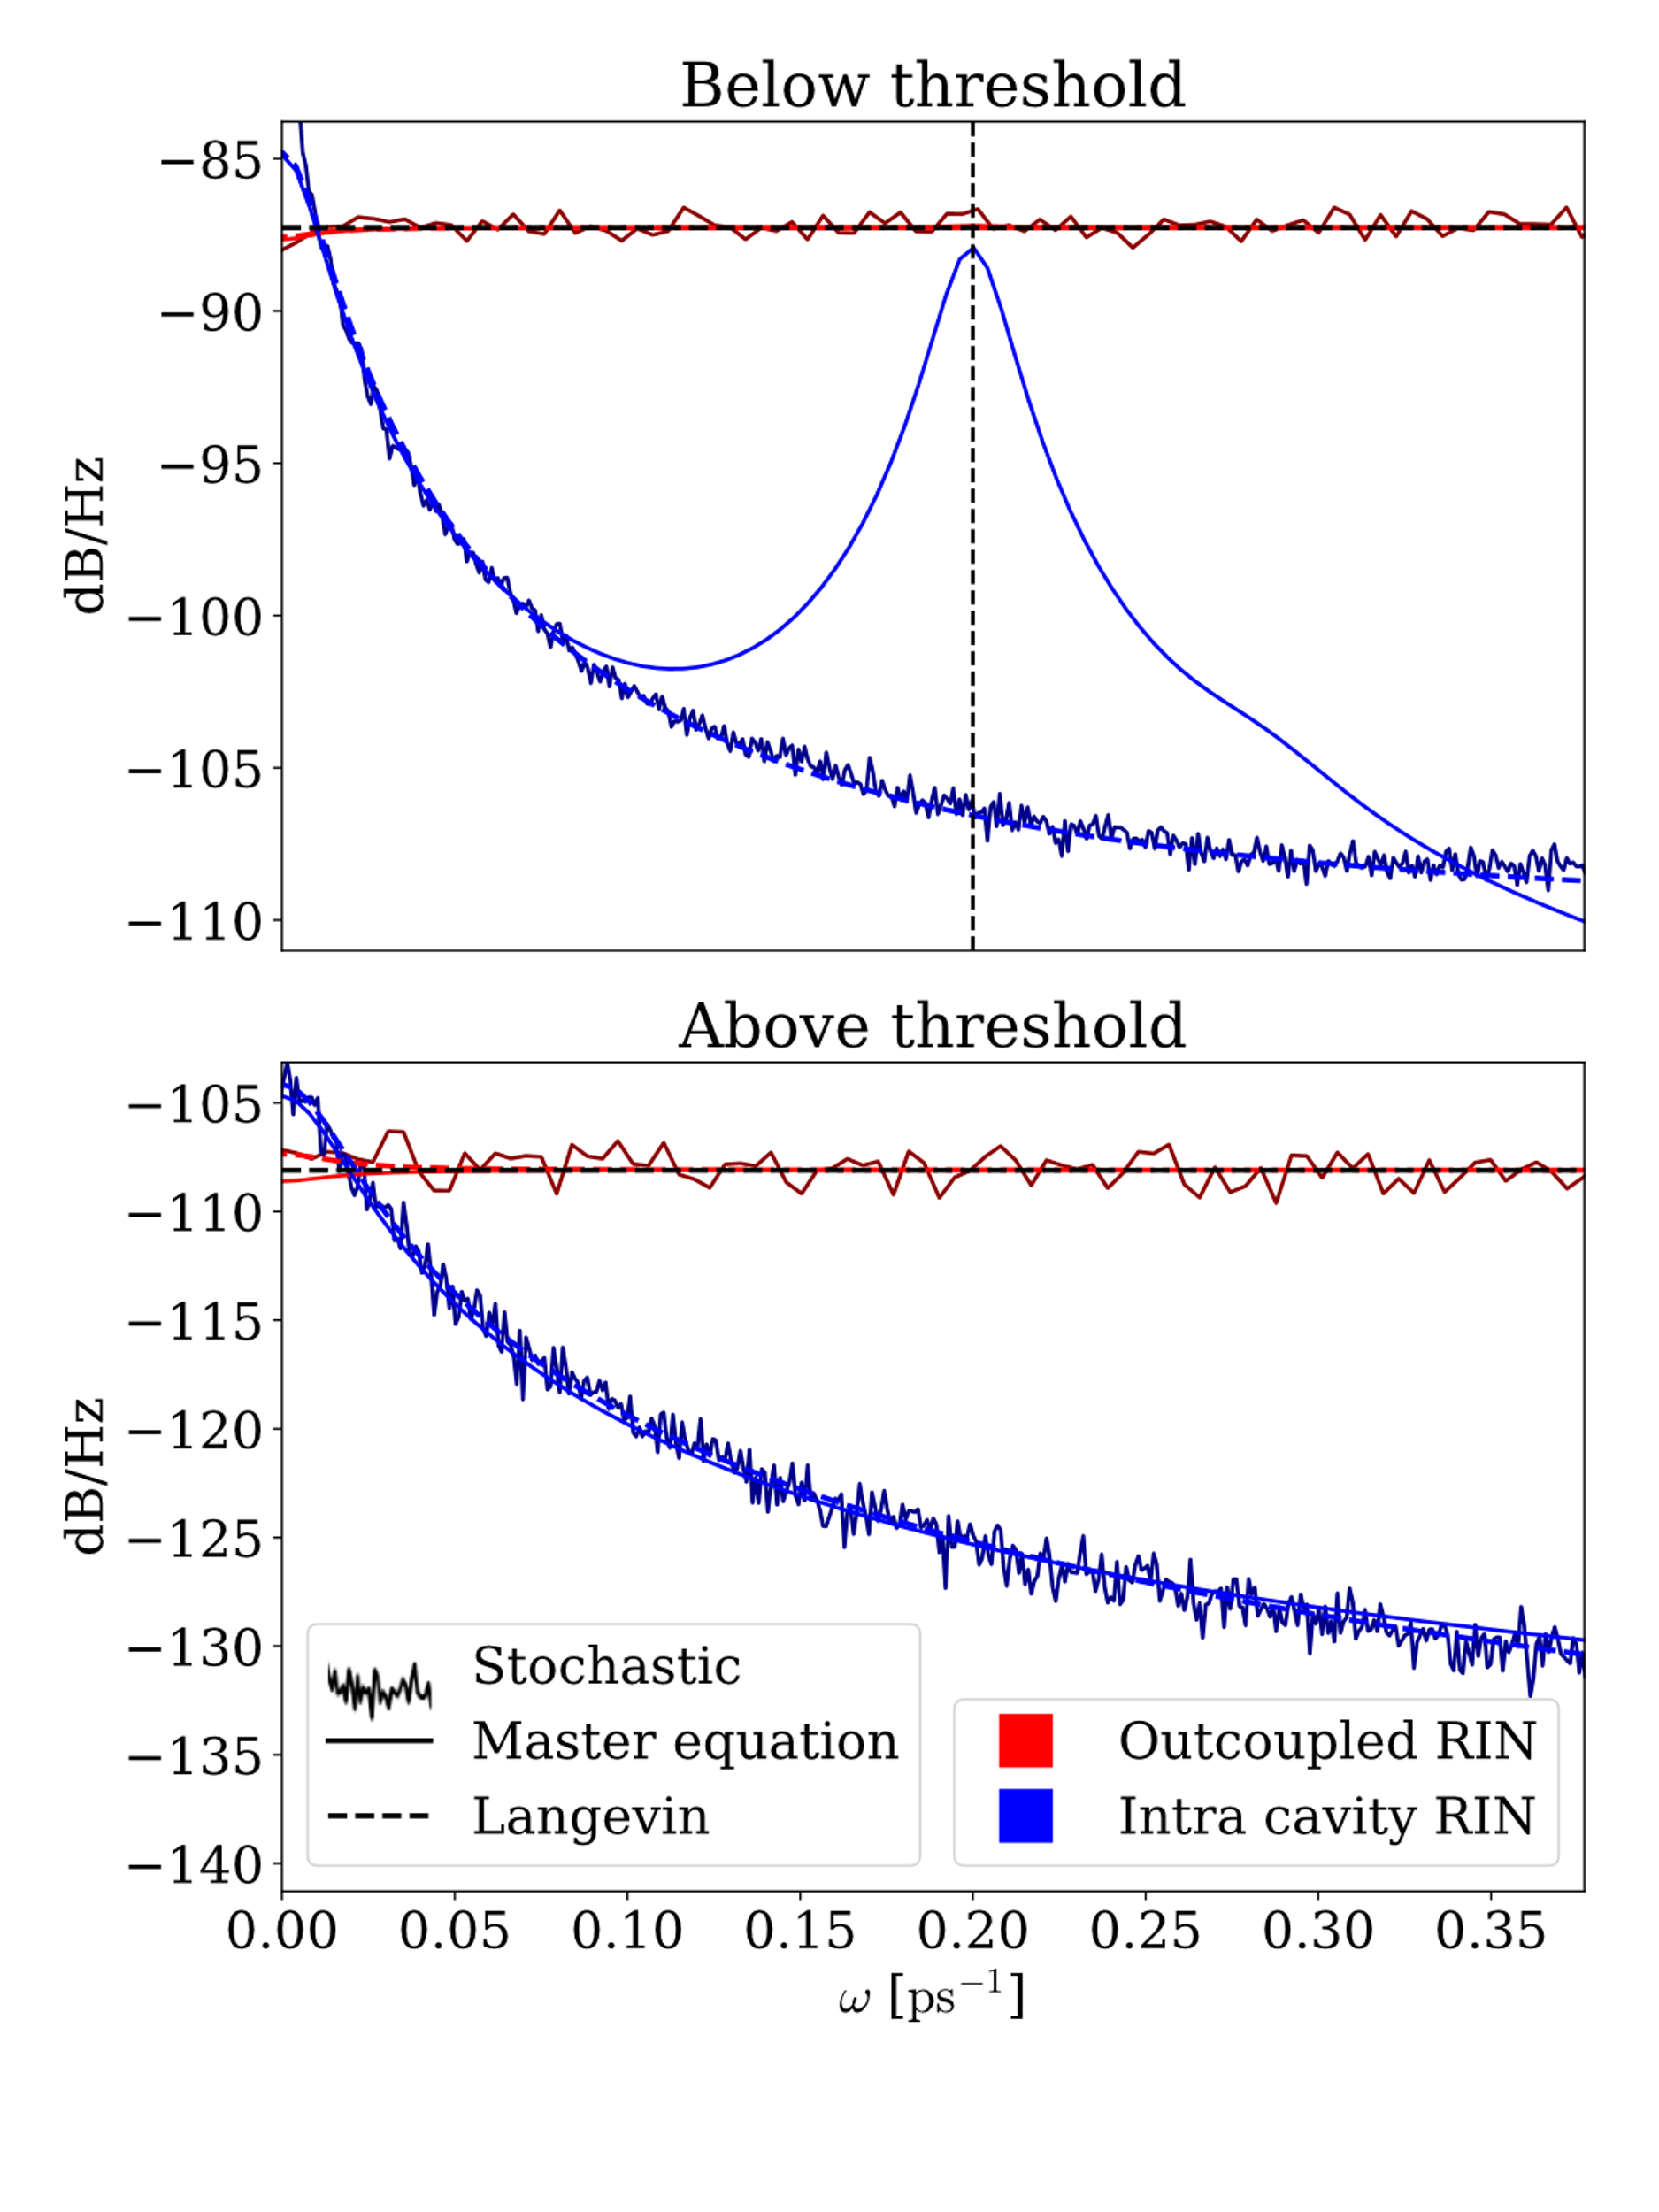 Below threshold
−85
−90
−95
−100
−105
−110
dB/Hz
Above threshold
−105
−110
−115
−120
−125
−130
−135
−140
dB/Hz
Stochastic
Master equation
Langevin
Outcoupled RIN
Intra cavity RIN
0.00 0.05 0.10 0.15 0.20 0.25 0.30 0.35
ω [ps⁻¹]